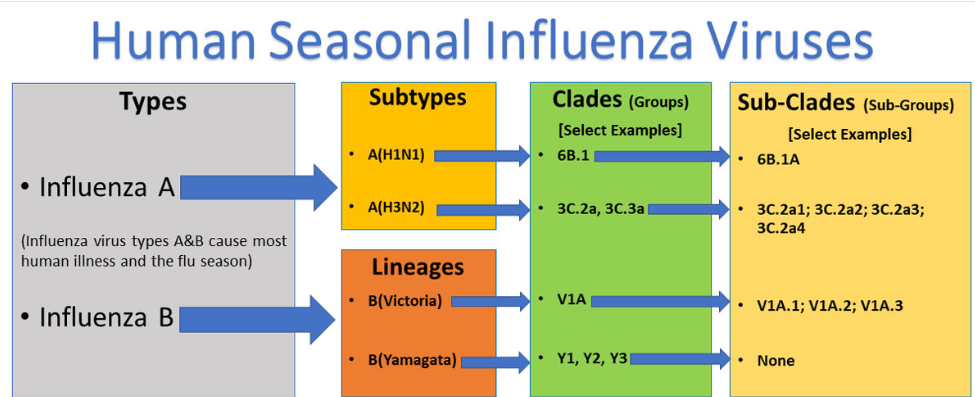 Human Seasonal Influenza Viruses
Types
• Influenza A
(Influenza virus types A&B cause most
human illness and the flu season)
• Influenza B
Subtypes
• A(H1N1)
• A(H3N2)
Lineages
• B(Victoria)
• B(Yamagata)
Clades (Groups)
[Select Examples]
• 6B.1
• 3C.2a, 3C.3a
• V1A
• Y1, Y2, Y3
Sub-Clades (Sub-Groups)
[Select Examples]
• 6B.1A
• 3C.2a1; 3C.2a2; 3C.2a3;
3C.2a4
• V1A.1; V1A.2; V1A.3
• None